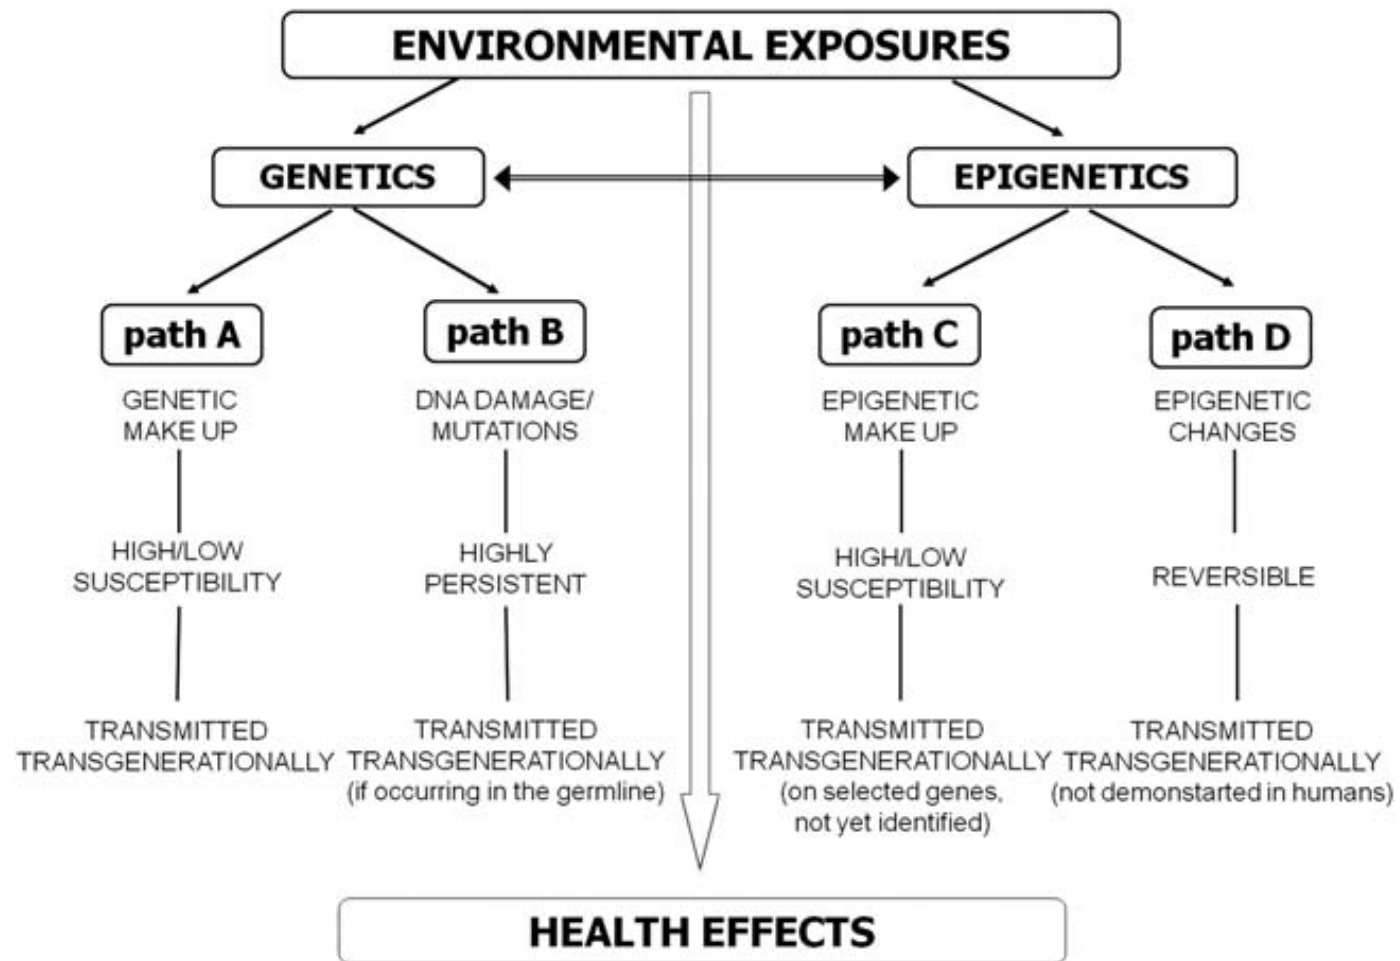 ENVIRONMENTAL EXPOSURES
GENETICS
EPIGENETICS
path A
path B
path C
path D
GENETIC
MAKE UP
DNA DAMAGE/
MUTATIONS
EPIGENETIC
MAKE UP
EPIGENETIC
CHANGES
HIGH/LOW
SUSCEPTIBILITY
HIGHLY
PERSISTENT
HIGH/LOW
SUSCEPTIBILITY
REVERSIBLE
TRANSMITTED
TRANSGENERATIONALLY
TRANSMITTED
TRANSGENERATIONALLY
(if occurring in the germline)
TRANSMITTED
TRANSGENERATIONALLY
(on selected genes,
not yet identified)
TRANSMITTED
TRANSGENERATIONALLY
(not demonstarted in humans)
HEALTH EFFECTS